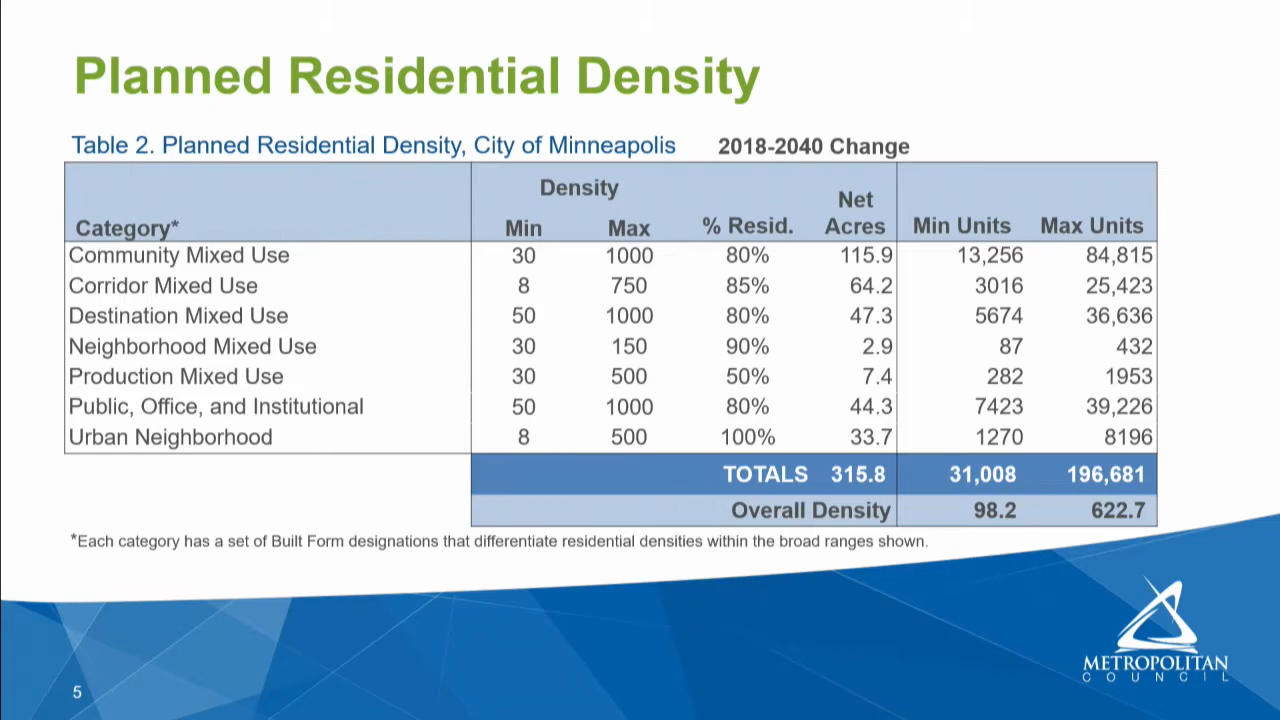 Planned Residential Density
Table 2. Planned Residential Density, City of Minneapolis 2018-2040 Change
Density
Net
Category* Min Max % Resid. Acres Min Units Max Units
Community Mixed Use 30 1000 80% 115.9 13,256 84,815
Corridor Mixed Use 8 750 85% 64.2 3016 25,423
Destination Mixed Use 50 1000 80% 47.3 5674 36,636
Neighborhood Mixed Use 30 150 90% 2.9 87 432
Production Mixed Use 30 500 50% 7.4 282 1953
Public, Office, and Institutional 50 1000 80% 44.3 7423 39,226
Urban Neighborhood 8 500 100% 33.7 1270 8196
TOTALS 315.8 31,008 196,681
Overall Density 98.2 622.7
*Each category has a set of Built Form designations that differentiate residential densities within the broad ranges shown.
METROPOLITAN
COUNCIL
5